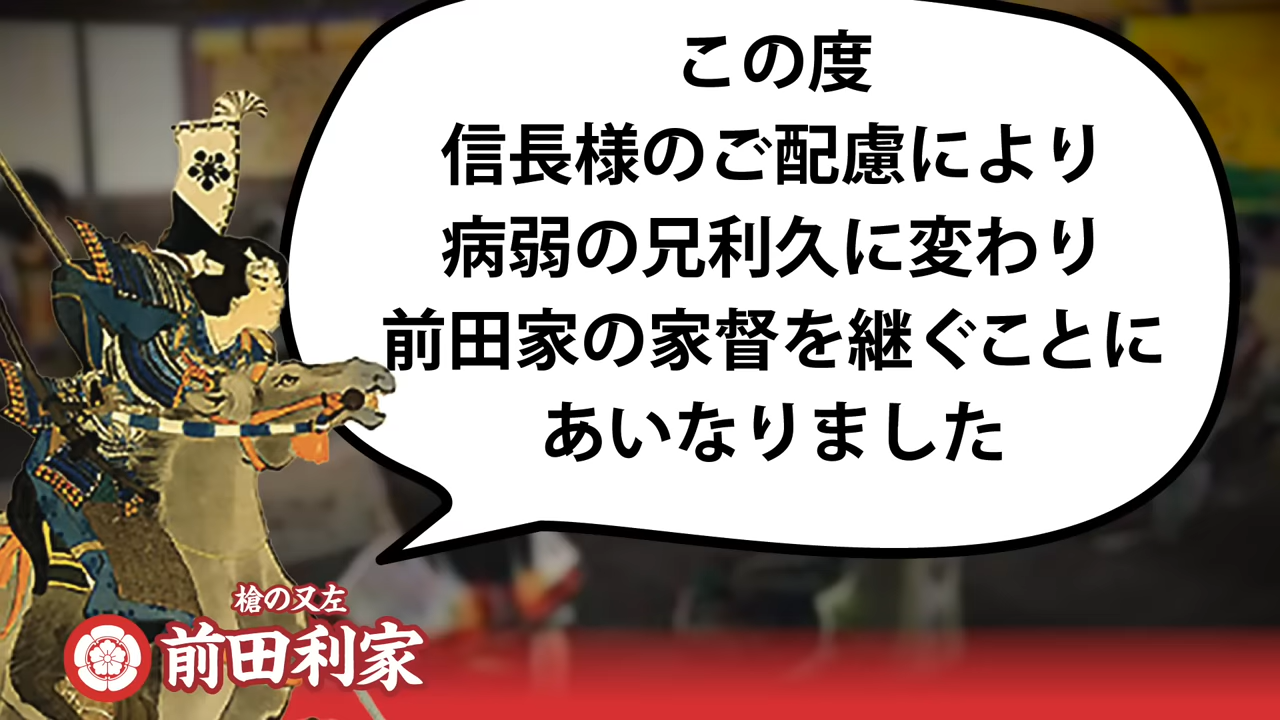 この度
信長様のご配慮により
病弱の兄利久に変わり
前田家の家督を継ぐことに
あいなりました
槍の又左
前田利家